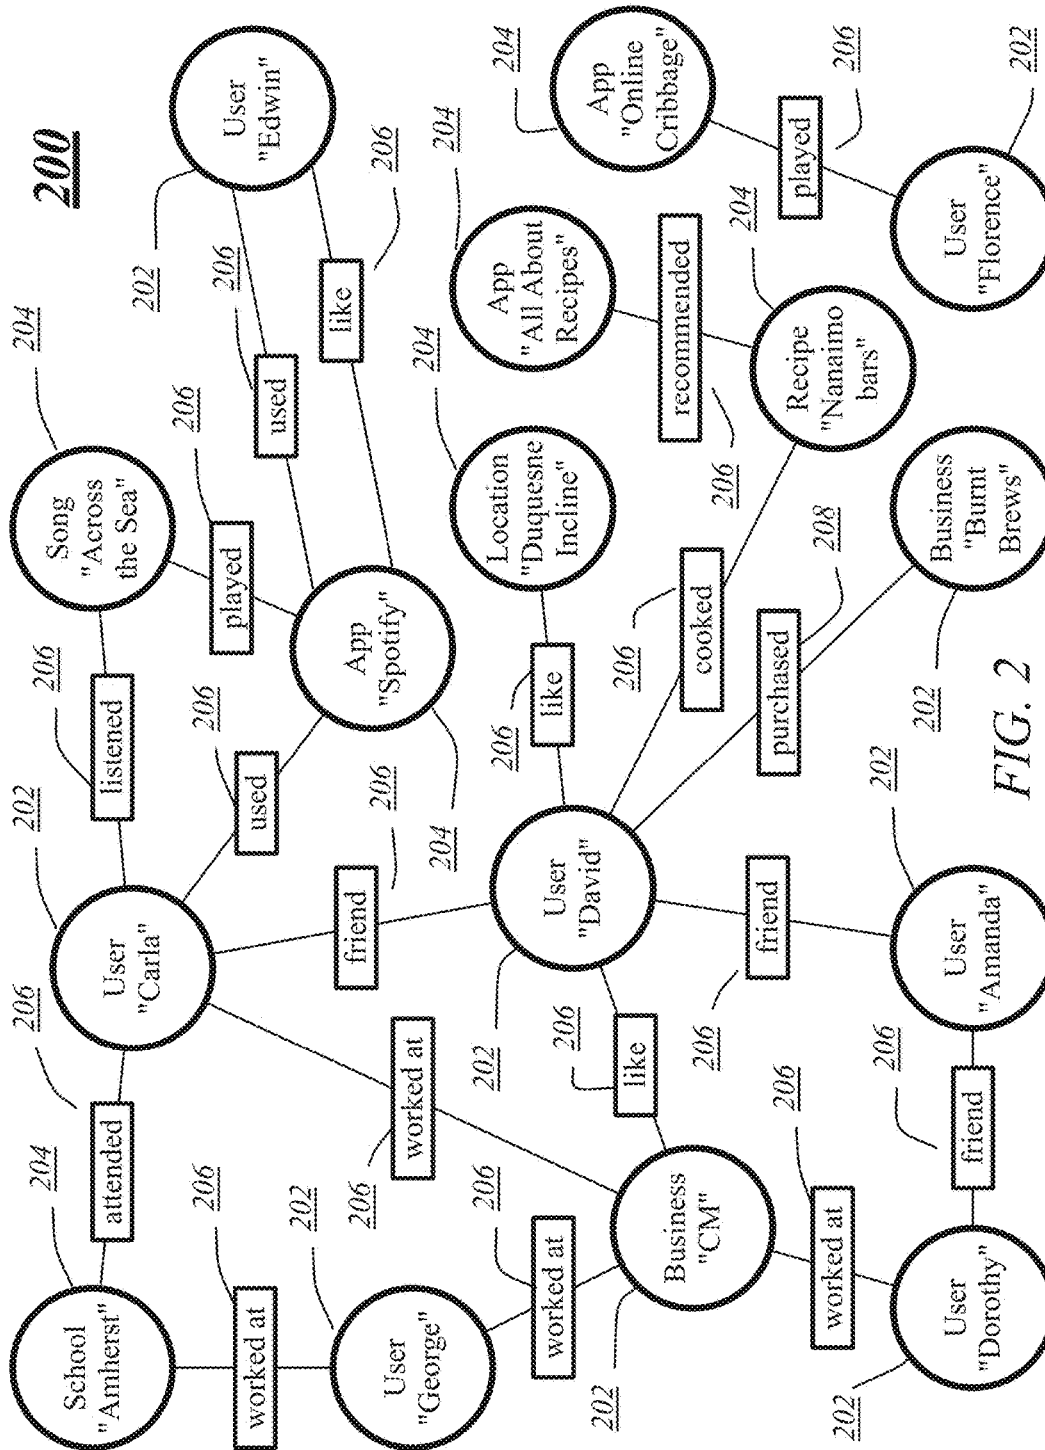 200
School
"Amherst"
204
attended
206
User
"Carla"
202
listened
206
Song
"Across
the Sea"
204
worked at
206
used
206
played
206
used
206
202
User
"Edwin"
202
User
"George"
206
worked at
friend
206
App
"Spotify"
204
like
206
worked at
206
202
User
"David"
206
like
Location
"Duquesne
Incline"
204
App
"All About
Recipes"
204
App
"Online
Cribbage"
204
202
Business
"CM"
206
like
206
friend
206
cooked
purchased
208
206
recommended
Recipe
"Nanaimo
bars"
204
played
206
worked at
206
202
User
"Dorothy"
friend
206
User
"Amanda"
202
202
Business
"Burnt
Brews"
User
"Florence"
202
FIG. 2